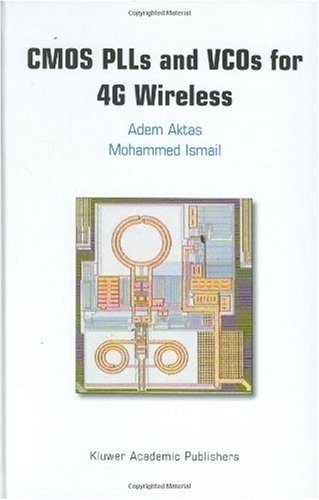 CMOS PLLs and VCOs for
4G Wireless
Adem Aktas
Mohammed Ismail
Kluwer Academic Publishers